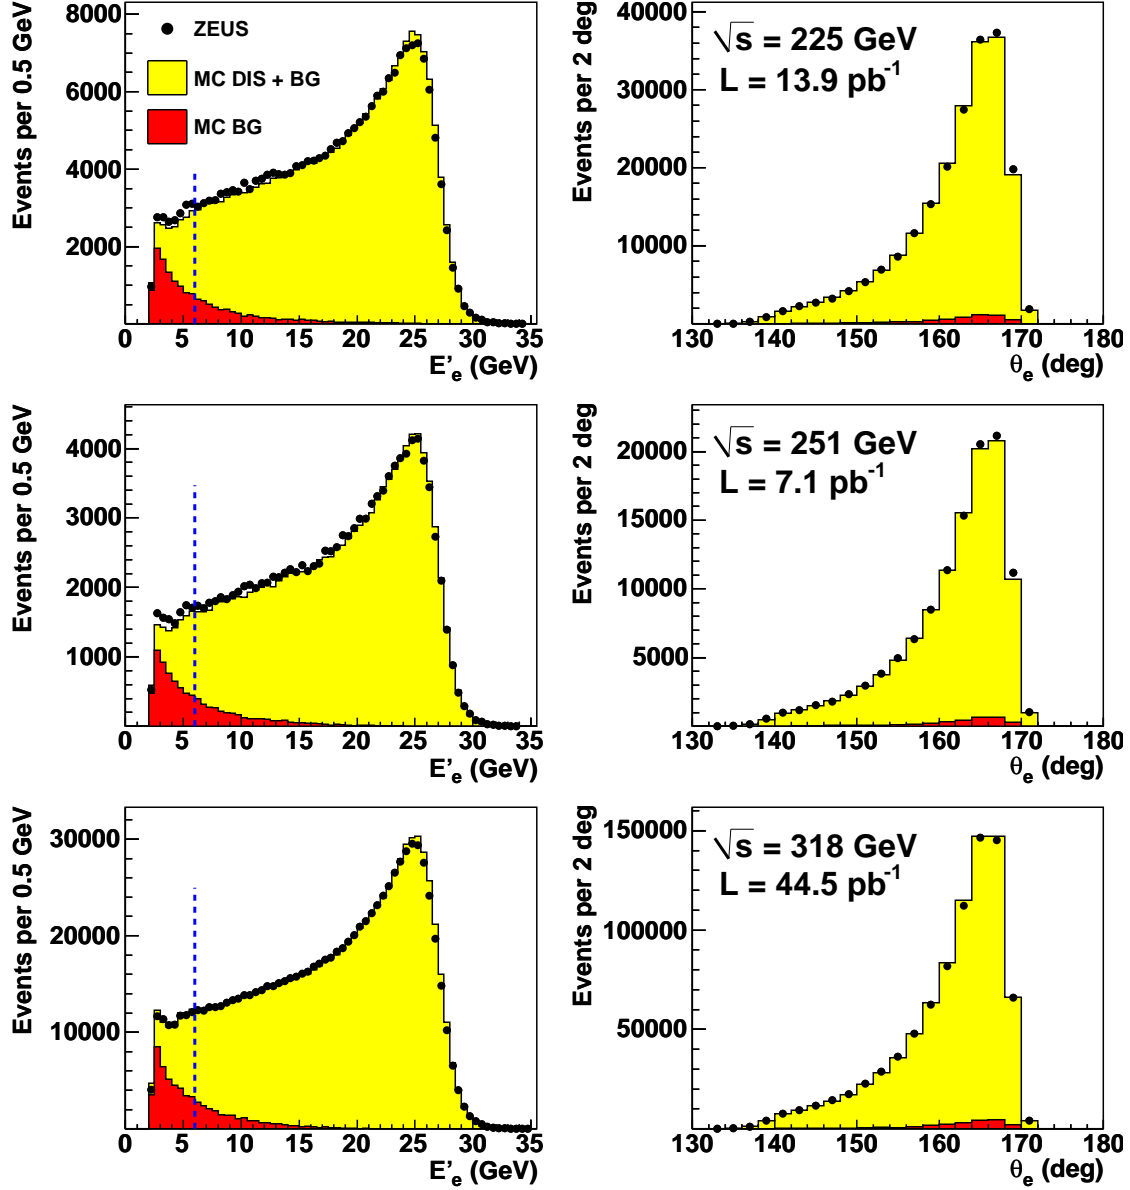 Events per 0.5 GeV
8000
6000
4000
2000
ZEUS
MC DIS + BG
MC BG
0 5 10 15 20 25 30 35
E'e (GeV)
Events per 2 deg
40000
30000
20000
10000
√s = 225 GeV
L = 13.9 pb-1
130 140 150 160 170 180
θe (deg)
Events per 0.5 GeV
4000
3000
2000
1000
0 5 10 15 20 25 30 35
E'e (GeV)
Events per 2 deg
20000
15000
10000
5000
√s = 251 GeV
L = 7.1 pb-1
130 140 150 160 170 180
θe (deg)
Events per 0.5 GeV
30000
20000
10000
0 5 10 15 20 25 30 35
E'e (GeV)
Events per 2 deg
150000
100000
50000
√s = 318 GeV
L = 44.5 pb-1
130 140 150 160 170 180
θe (deg)